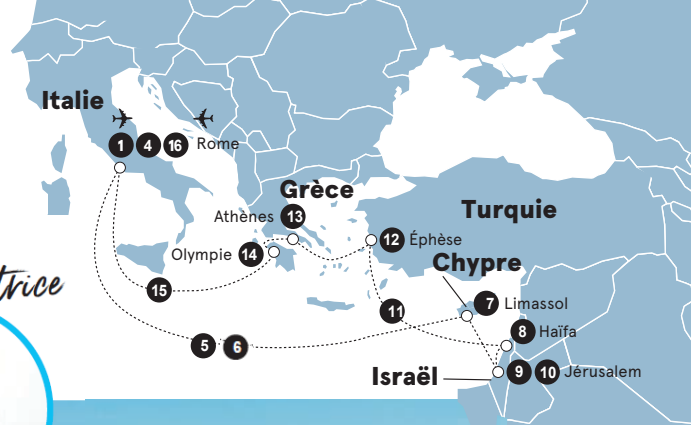 Italie
1 4 16 Rome
Grèce
Athènes 13
Turquie
Olympie 14
12 Éphèse
Chypre
trice
15
7 Limassol
11
8 Haïfa
5 6
Israël
9 10 Jérusalem